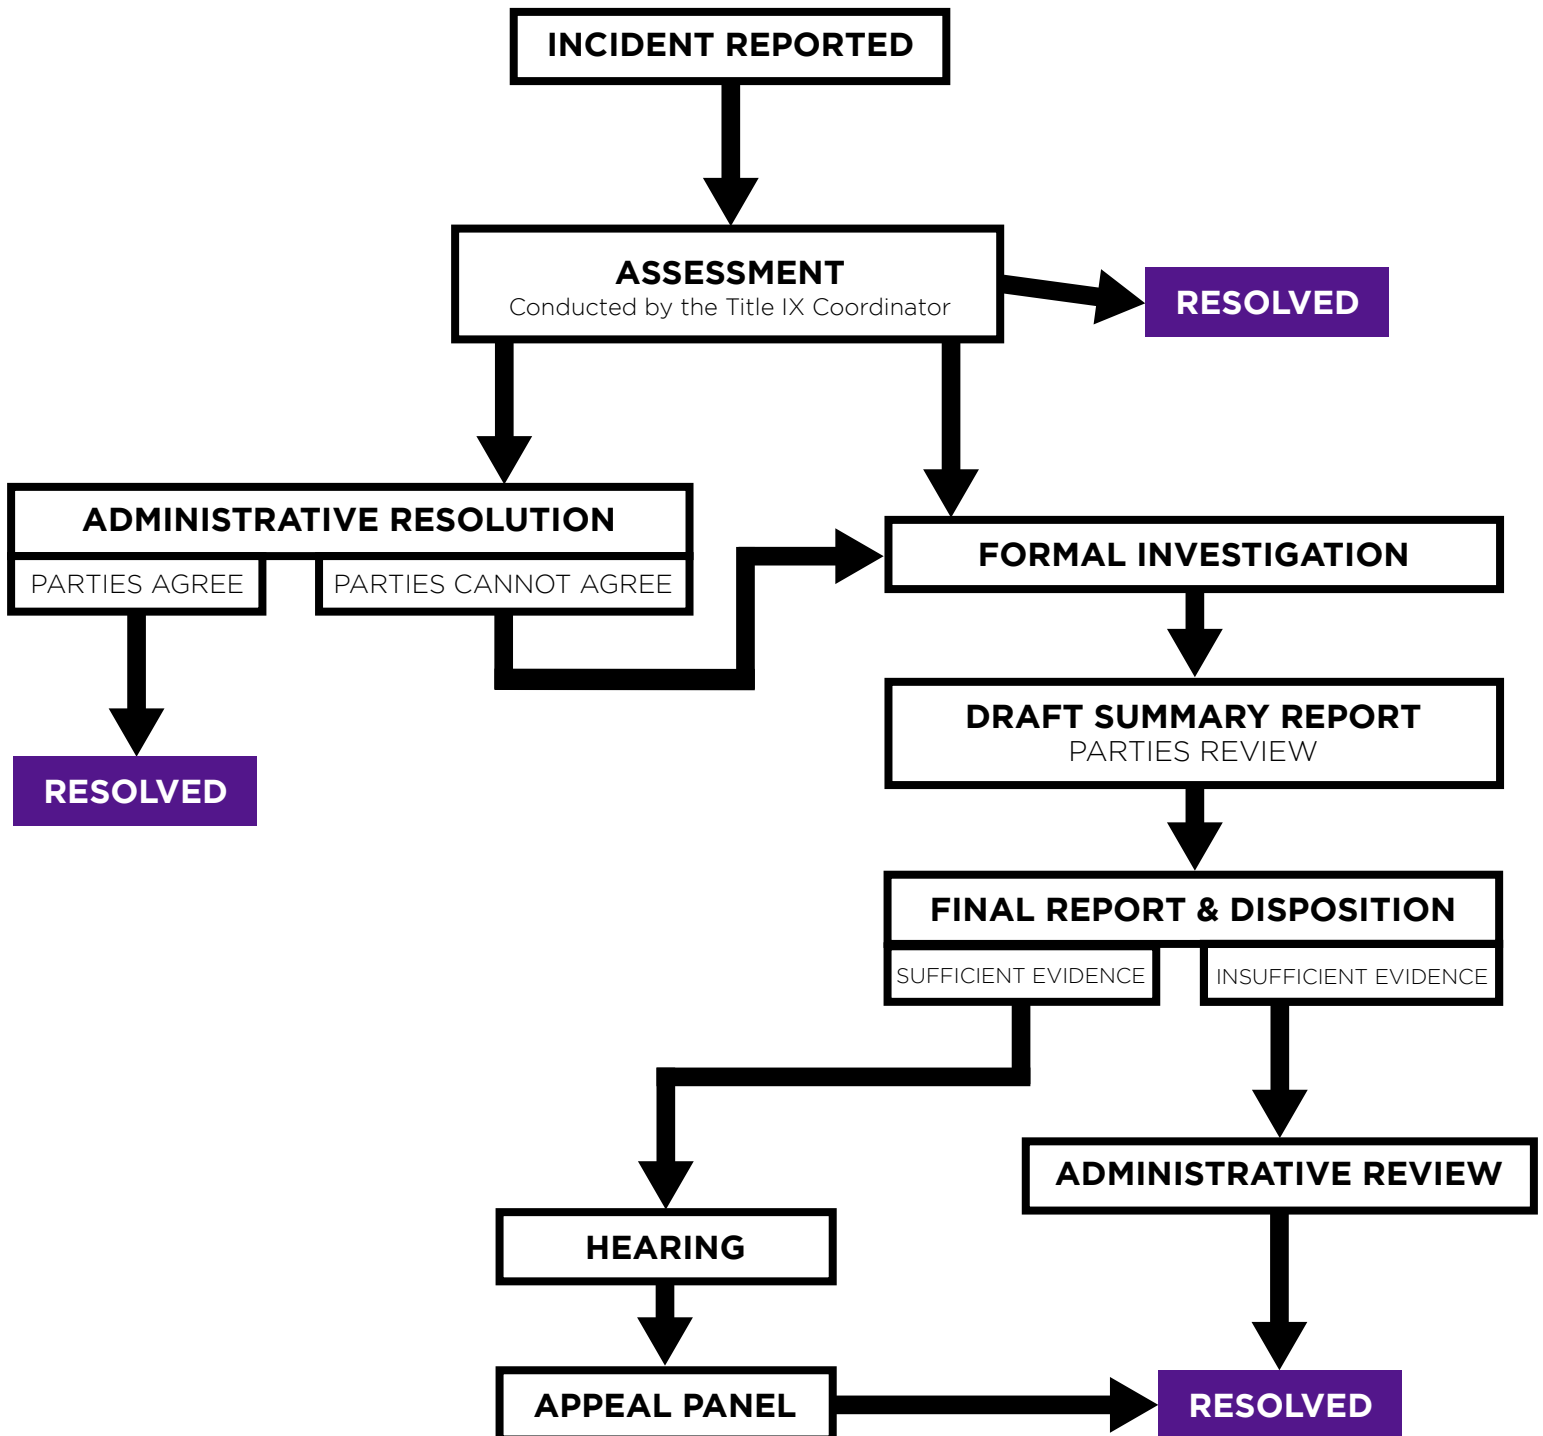 INCIDENT REPORTED
ASSESSMENT
Conducted by the Title IX Coordinator
RESOLVED
ADMINISTRATIVE RESOLUTION
PARTIES AGREE
PARTIES CANNOT AGREE
FORMAL INVESTIGATION
DRAFT SUMMARY REPORT
PARTIES REVIEW
RESOLVED
FINAL REPORT & DISPOSITION
SUFFICIENT EVIDENCE
INSUFFICIENT EVIDENCE
ADMINISTRATIVE REVIEW
HEARING
APPEAL PANEL
RESOLVED